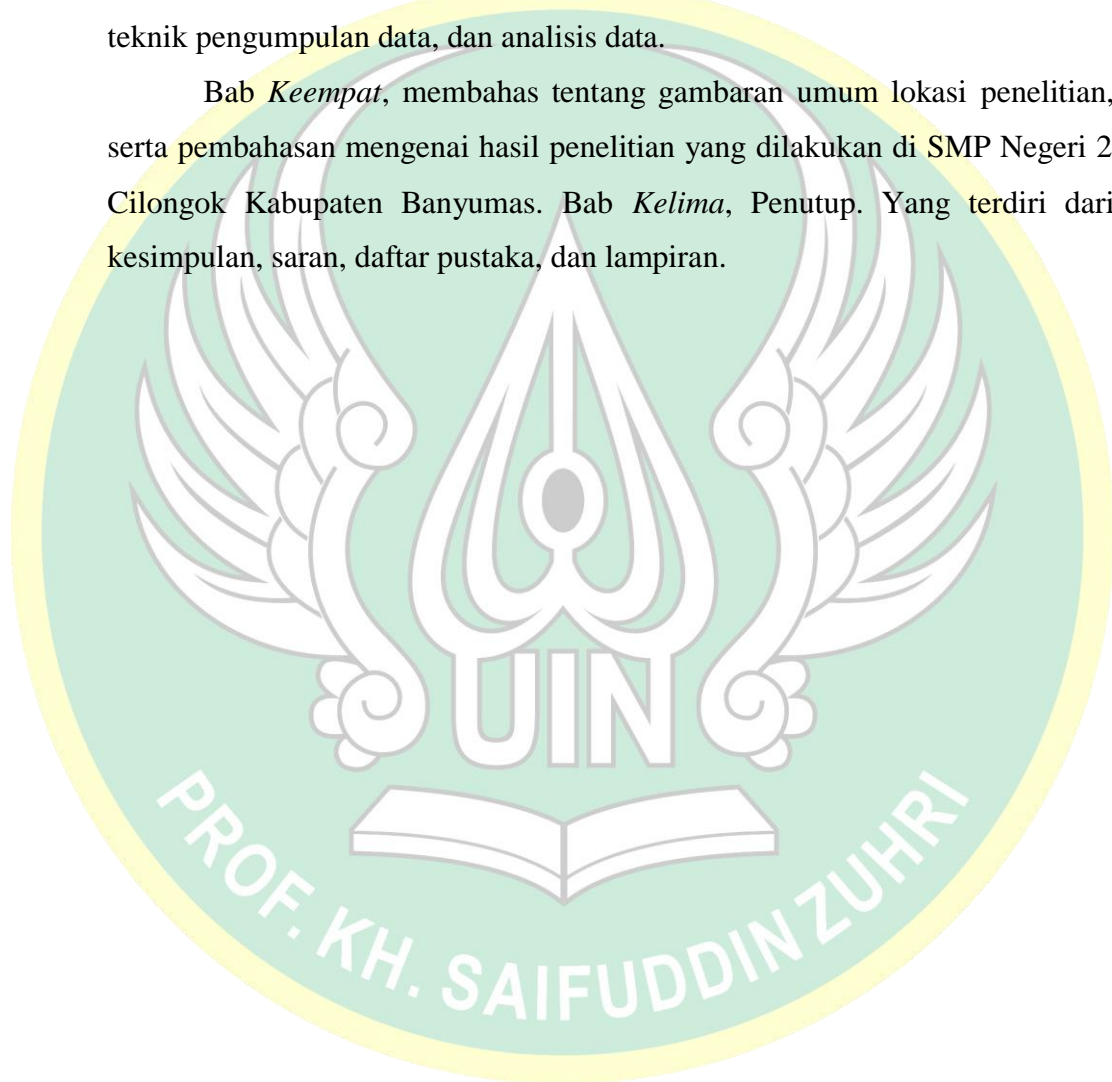 teknik pengumpulan data, dan analisis data.
Bab Keempat, membahas tentang gambaran umum lokasi penelitian,
serta pembahasan mengenai hasil penelitian yang dilakukan di SMP Negeri 2
Cilongok Kabupaten Banyumas. Bab Kelima, Penutup. Yang terdiri dari
kesimpulan, saran, daftar pustaka, dan lampiran.
UIN
PROF. KH. SAIFUDDIN ZUHRI